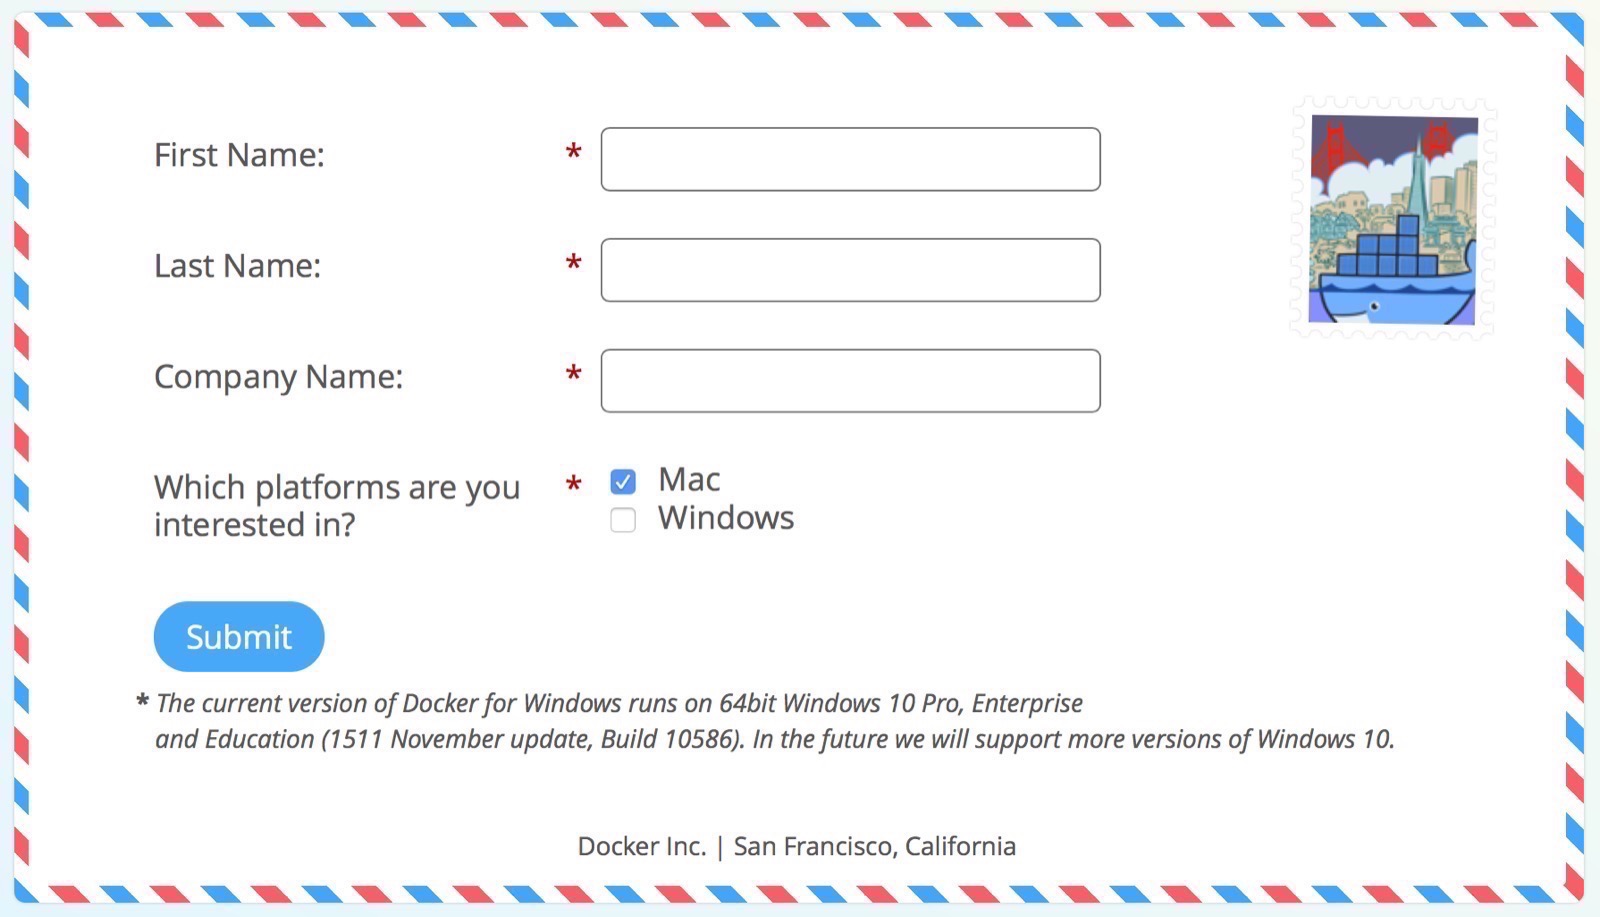 First Name: *
Last Name: *
Company Name: *
Which platforms are you * Mac
interested in? Windows
Submit
* The current version of Docker for Windows runs on 64bit Windows 10 Pro, Enterprise
and Education (1511 November update, Build 10586). In the future we will support more versions of Windows 10.
Docker Inc. | San Francisco, California